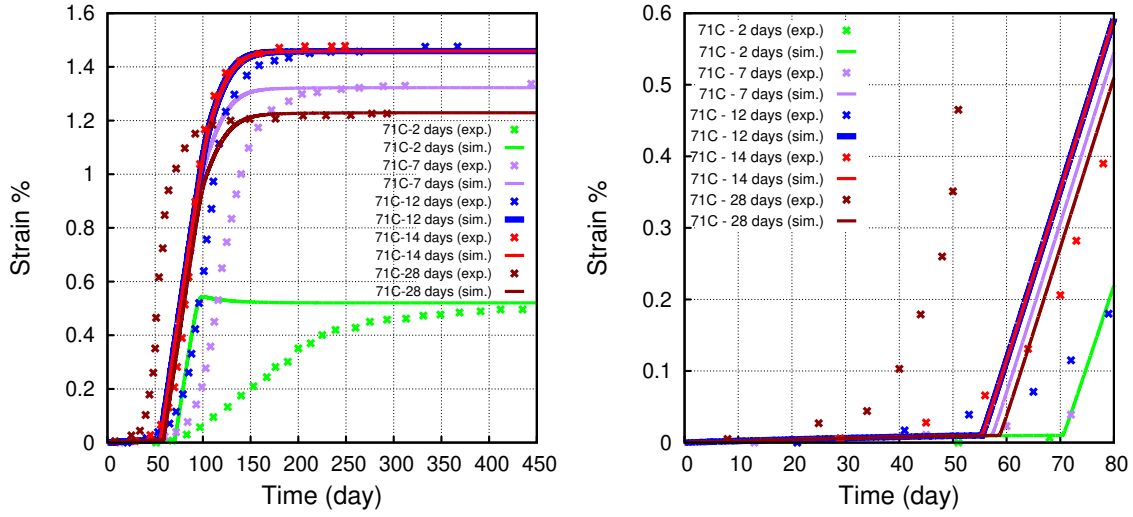 1.6
1.4
1.2
1
0.8
0.6
0.4
0.2
0
Strain %
0 50 100 150 200 250 300 350 400 450
Time (day)
71C-2 days (exp.)
71C-2 days (sim.)
71C-7 days (exp.)
71C-7 days (sim.)
71C-12 days (exp.)
71C-12 days (sim.)
71C-14 days (exp.)
71C-14 days (sim.)
71C-28 days (exp.)
71C-28 days (sim.)
0.6
0.5
0.4
0.3
0.2
0.1
0
Strain %
0 10 20 30 40 50 60 70 80
Time (day)
71C - 2 days (exp.)
71C - 2 days (sim.)
71C - 7 days (exp.)
71C - 7 days (sim.)
71C - 12 days (exp.)
71C - 12 days (sim.)
71C - 14 days (exp.)
71C - 14 days (sim.)
71C - 28 days (exp.)
71C - 28 days (sim.)